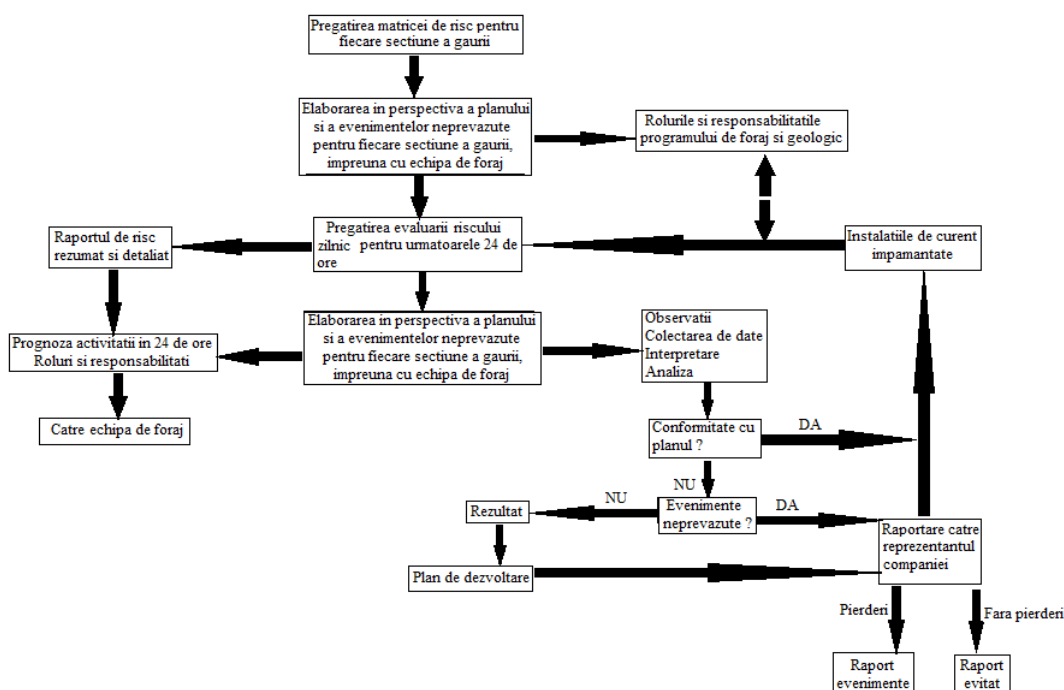 Pregatirea matricei de risc pentru
fiecare sectiune a gaurii
Elaborarea in perspectiva a planului
si a evenimentelor neprevazute
pentru fiecare sectiune a gaurii,
impreuna cu echipa de foraj
Rolurile si responsabilitatile
programului de foraj si geologic
Raportul de risc
rezumat si detaliat
Pregatirea evaluarii riscului
zilnic pentru urmatoarele 24 de
ore
Instalatiile de curent
impamantate
Prognoza activitatii in 24 de ore
Roluri si responsabilitati
Elaborarea in perspectiva a planului
si a evenimentelor neprevazute
pentru fiecare sectiune a gaurii,
impreuna cu echipa de foraj
Observatii
Colectarea de date
Interpretare
Analiza
Catre echipa de foraj
Conformitate cu
planul ?
DA
NU
Rezultat
NU
Evenimente
neprevazute ?
DA
Raportare catre
reprezentantul
companiei
Plan de dezvoltare
Pierderi
Fara pierderi
Raport
evenimente
Raport
evitat